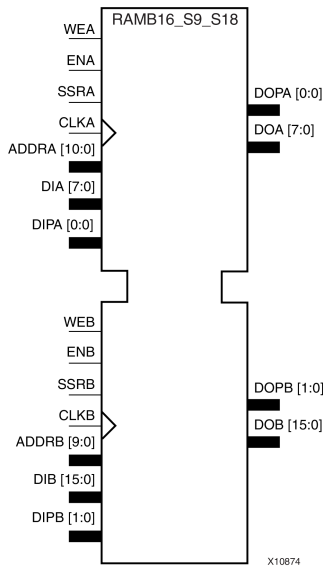 RAMB16_S9_S18
WEA
ENA
SSRA
CLKA
ADDRA [10:0]
DIA [7:0]
DIPA [0:0]
DOPA [0:0]
DOA [7:0]
WEB
ENB
SSRB
CLKB
ADDRB [9:0]
DIB [15:0]
DIPB [1:0]
DOPB [1:0]
DOB [15:0]
X10874